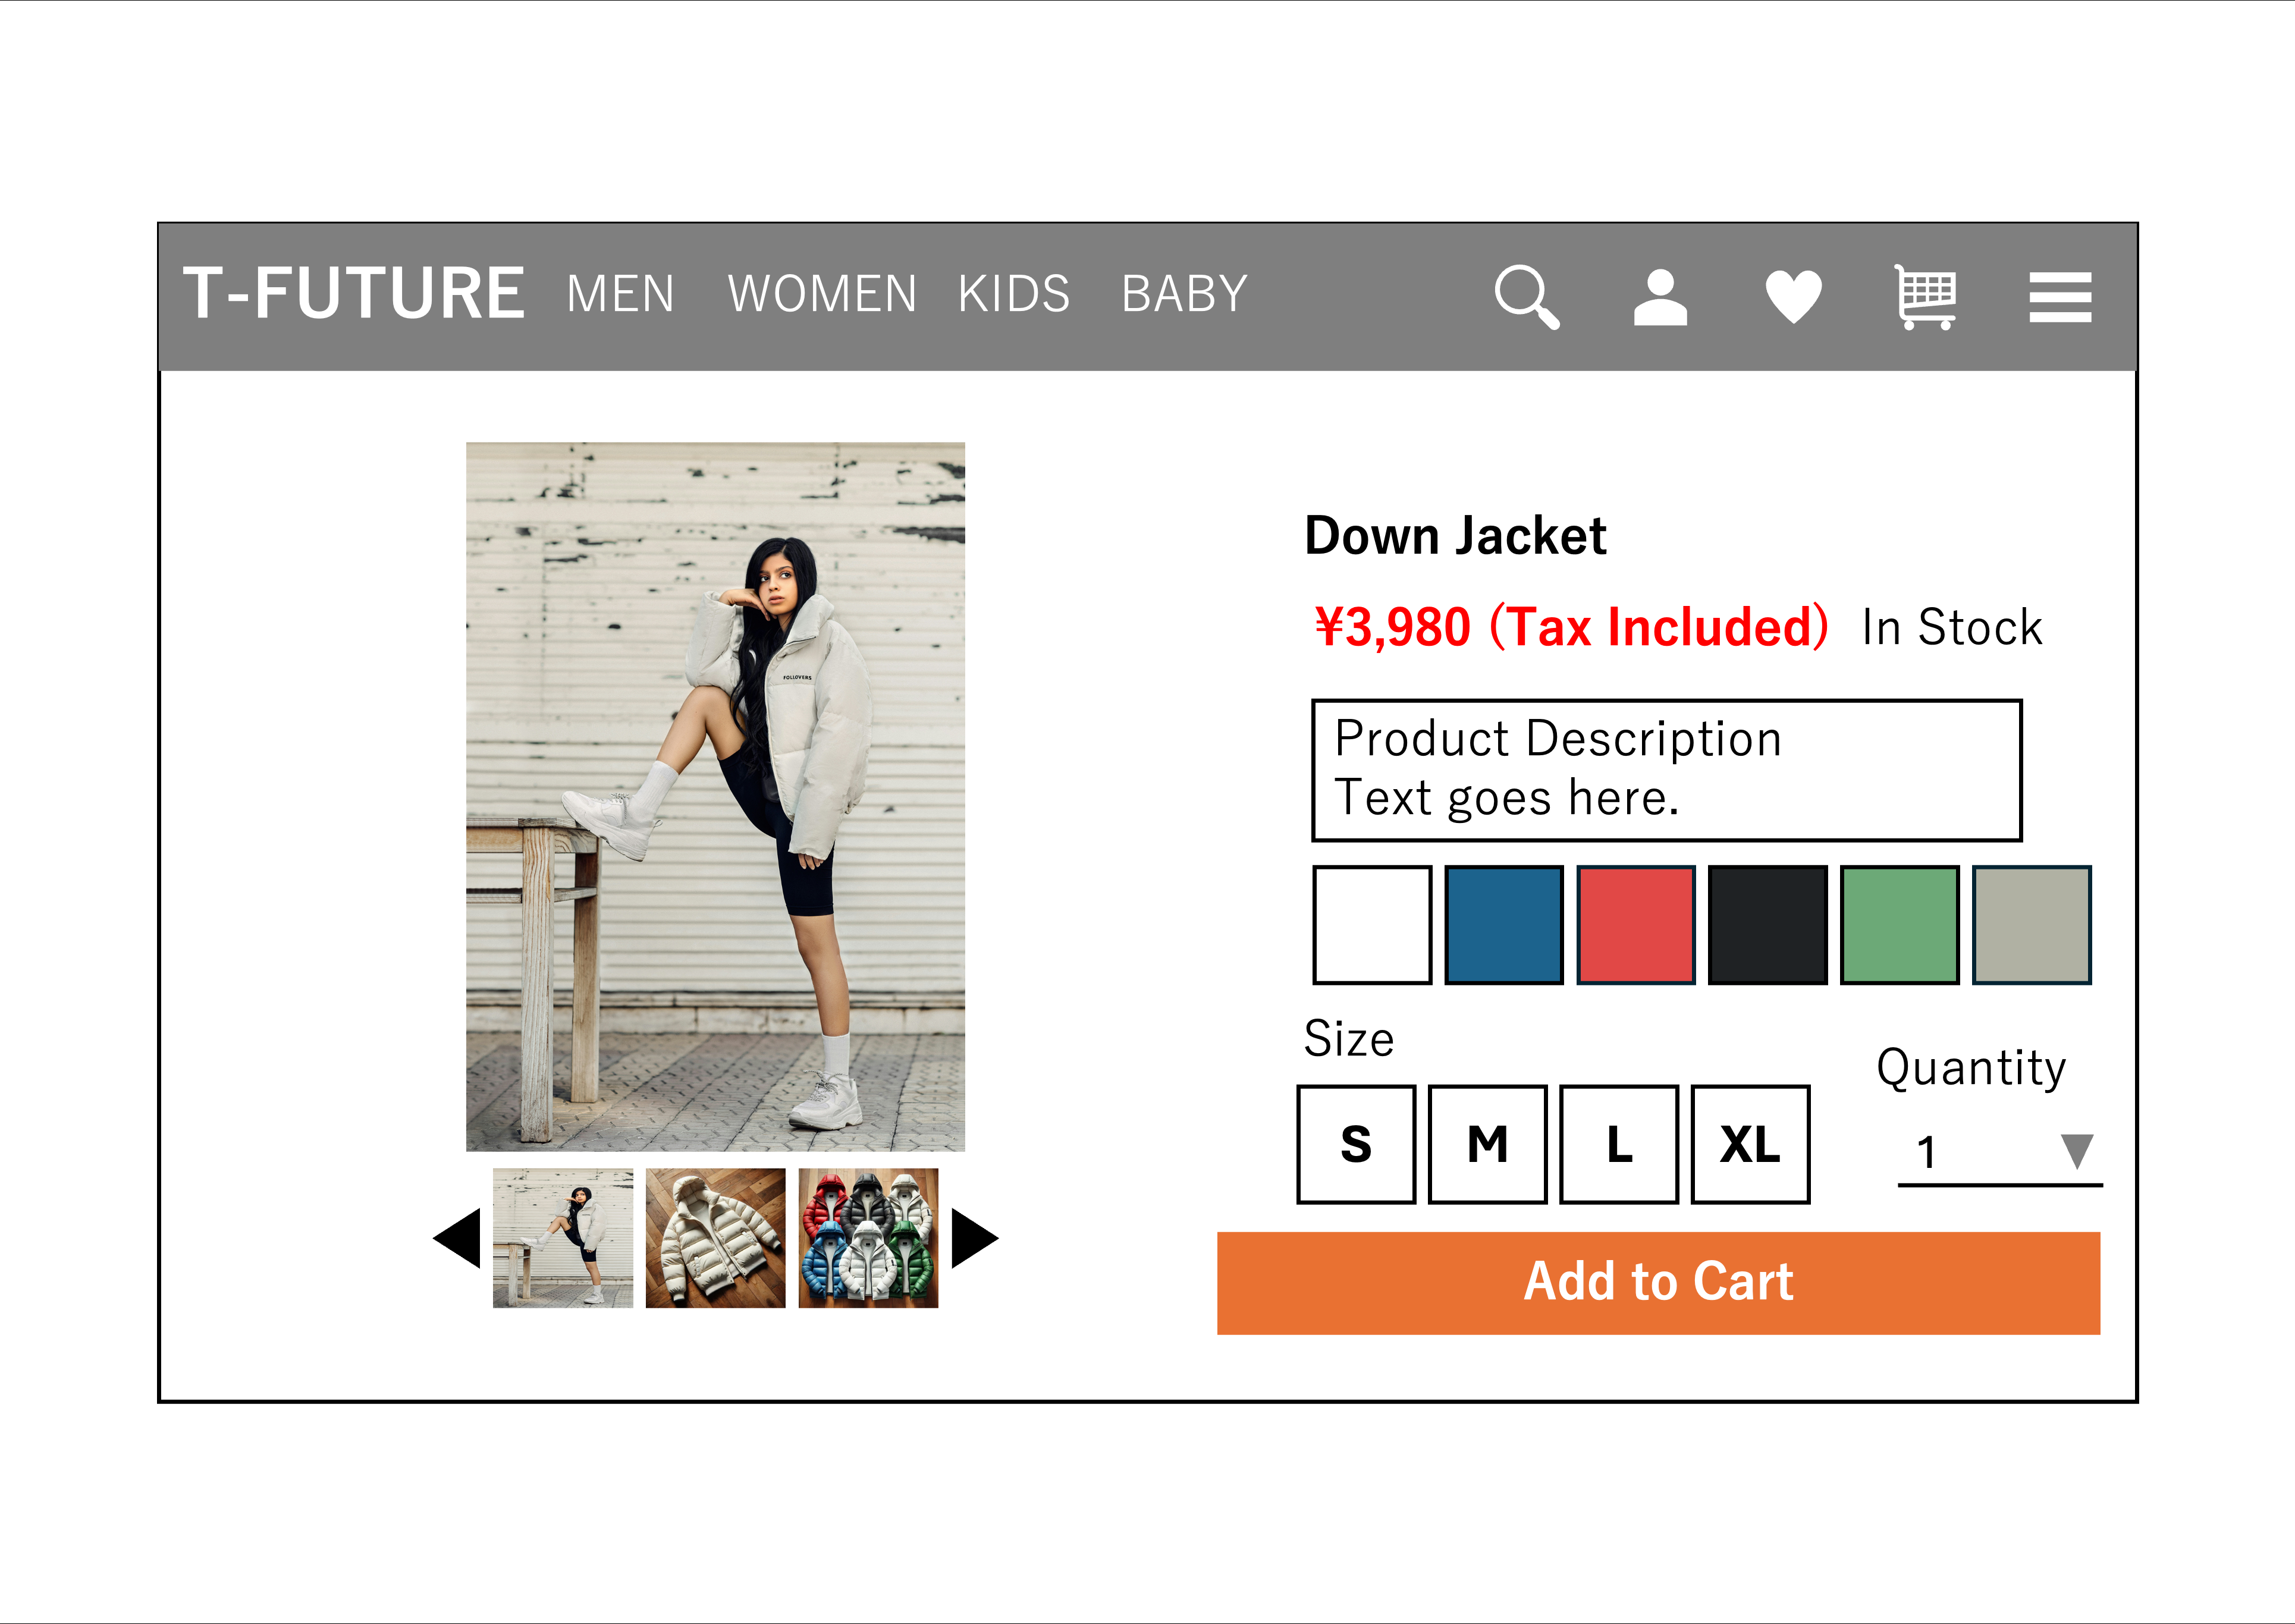 T-FUTURE MEN WOMEN KIDS BABY
FOLLOVERS
Down Jacket
¥3,980 (Tax Included) In Stock
Product Description
Text goes here.
Size
Quantity
S M L XL
1
Add to Cart